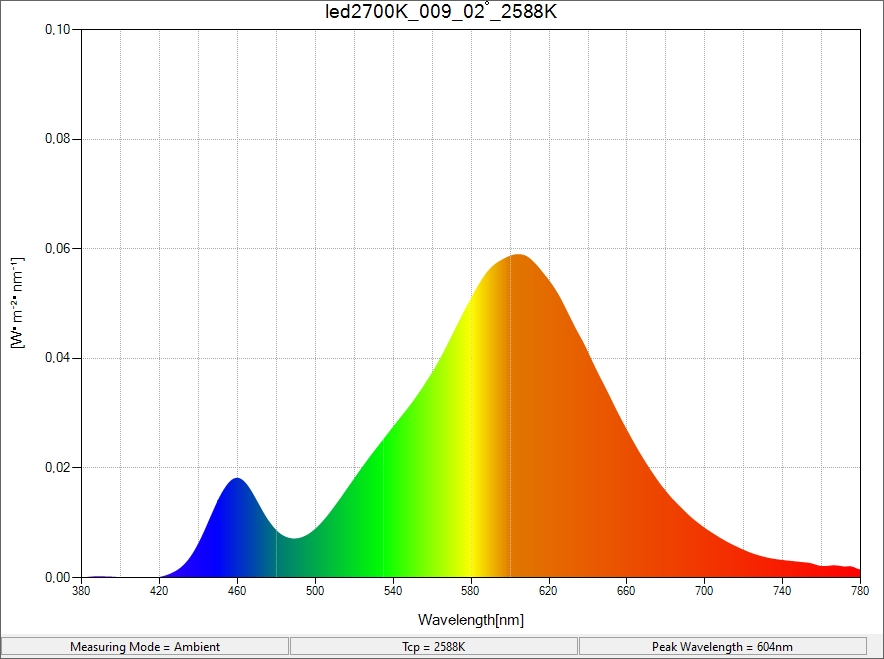 led2700K_009_02°_2588K
0,10
0,08
0,06
0,04
0,02
0,00
[W•m⁻²•nm⁻¹]
380 420 460 500 540 580 620 660 700 740 780
Wavelength[nm]
Measuring Mode = Ambient Tcp = 2588K Peak Wavelength = 604nm